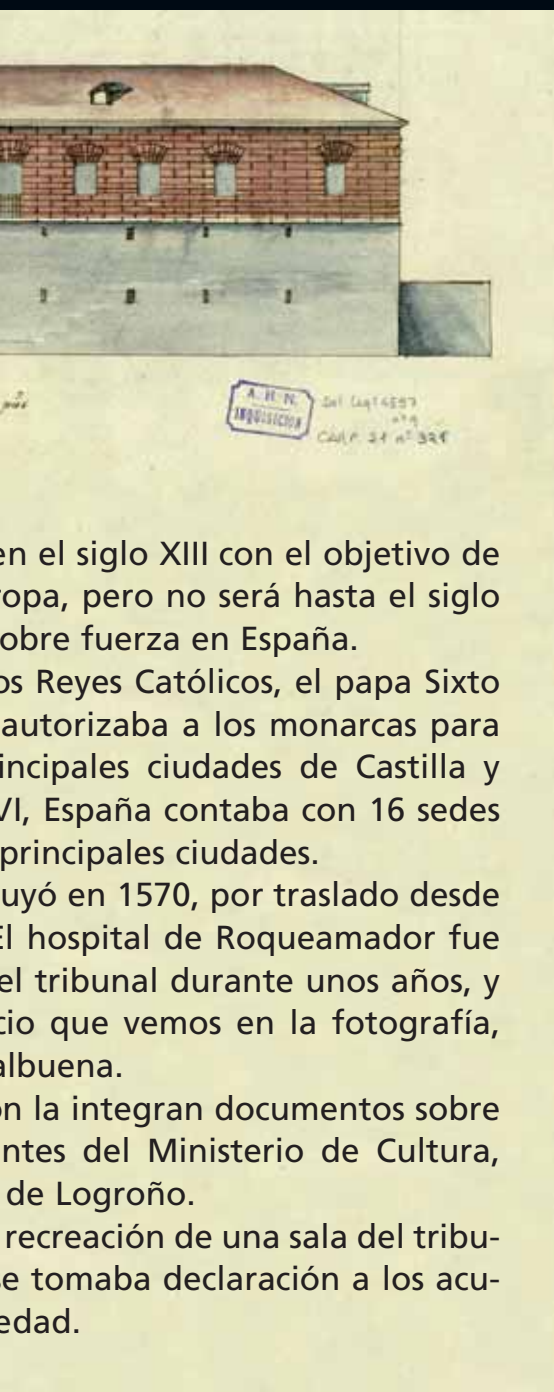 A. H. N.
INQUISICIÓN
en el siglo XIII con el objetivo de
ropa, pero no será hasta el siglo
obre fuerza en España.
os Reyes Católicos, el papa Sixto
autorizaba a los monarcas para
incipales ciudades de Castilla y
VI, España contaba con 16 sedes
principales ciudades.
uyó en 1570, por traslado desde
El hospital de Roqueamador fue
el tribunal durante unos años, y
cio que vemos en la fotografía,
albuena.
ón la integran documentos sobre
ntes del Ministerio de Cultura,
de Logroño.
recreación de una sala del tribu-
se tomaba declaración a los acu-
edad.